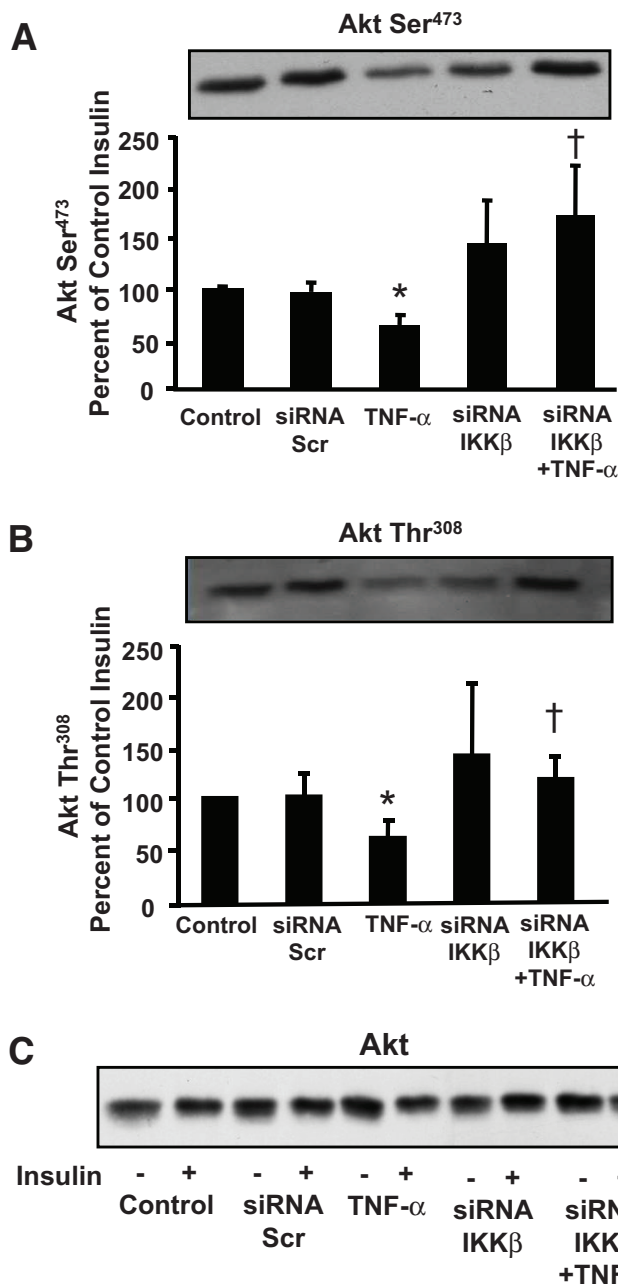 A
Akt Ser473
Akt Ser473
Percent of Control Insulin
250
200
150
100
50
0
*
†
Control siRNA Scr TNF-α siRNA IKKβ siRNA IKKβ +TNF-α
B
Akt Thr308
Akt Thr308
Percent of Control Insulin
250
200
150
100
50
0
*
†
Control siRNA Scr TNF-α siRNA IKKβ siRNA IKKβ +TNF-α
C
Akt
Insulin - + - + - + - + -
Control siRNA Scr TNF-α siRNA IKKβ